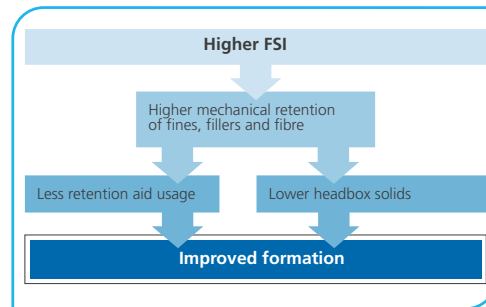 Higher FSI
Higher mechanical retention
of fines, fillers and fibre
Less retention aid usage
Lower headbox solids
Improved formation